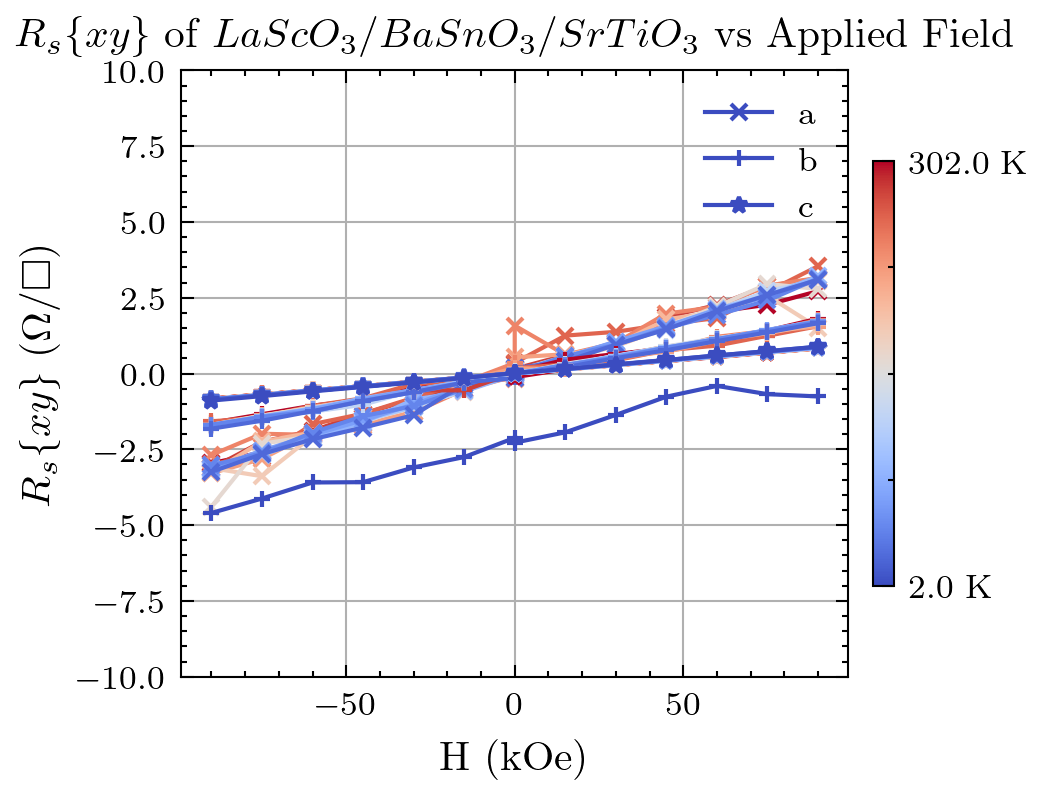 R_s{xy} of LaScO_3/BaSnO_3/SrTiO_3 vs Applied Field
R_s{xy} (Ω/□)
10.0
7.5
5.0
2.5
0.0
−2.5
−5.0
−7.5
−10.0
a
b
c
302.0 K
2.0 K
−50
0
50
H (kOe)